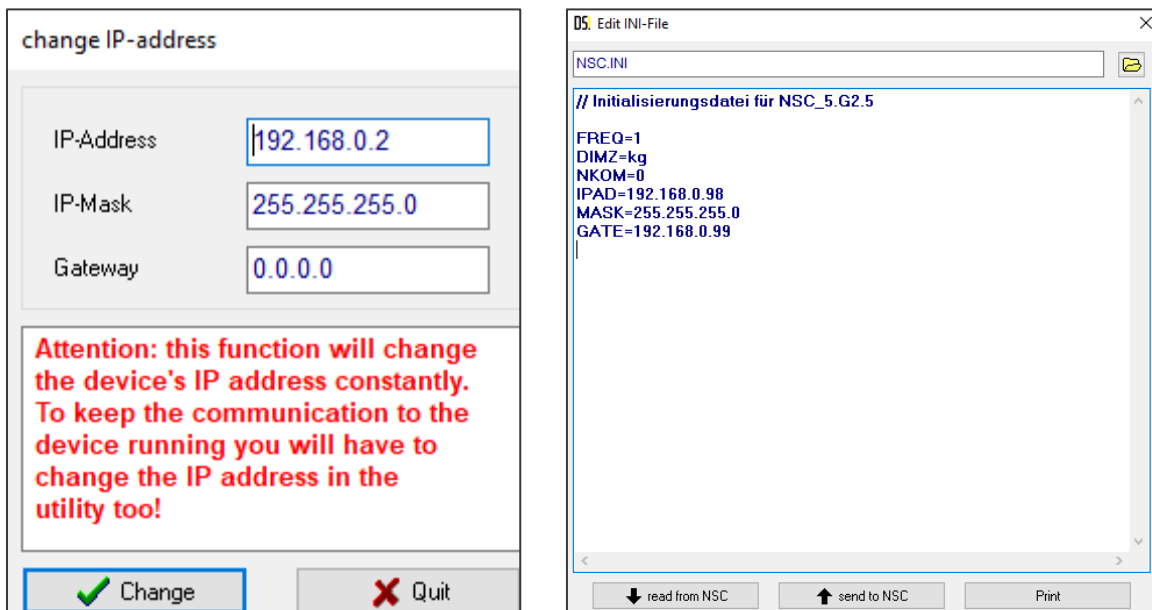 change IP-address
IP-Address
192.168.0.2
IP-Mask
255.255.255.0
Gateway
0.0.0.0
Attention: this function will change
the device's IP address constantly.
To keep the communication to the
device running you will have to
change the IP address in the
utility too!
Change
Quit
DS. Edit INI-File
NSC.INI
// Initialisierungsdatei für NSC_5.G2.5
FREQ=1
DIMZ=kg
NKOM=0
IPAD=192.168.0.98
MASK=255.255.255.0
GATE=192.168.0.99
read from NSC
send to NSC
Print